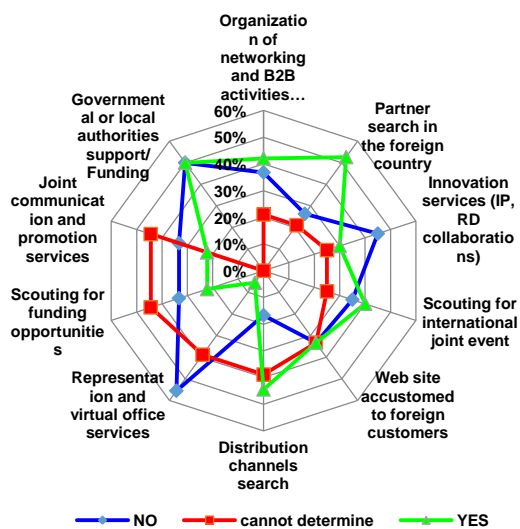 Organizatio
n of
networking
and B2B
activities…
Partner
search in
the foreign
country
Innovation
services (IP,
RD
collaboratio
ns)
Scouting for
international
joint event
Web site
accustomed
to foreign
customers
Distribution
channels
search
Representat
ion and
virtual office
services
Scouting for
funding
opportunitie
s
Joint
communicat
ion and
promotion
services
Government
al or local
authorities
support/
Funding
60%
50%
40%
30%
20%
10%
0%
NO
cannot determine
YES